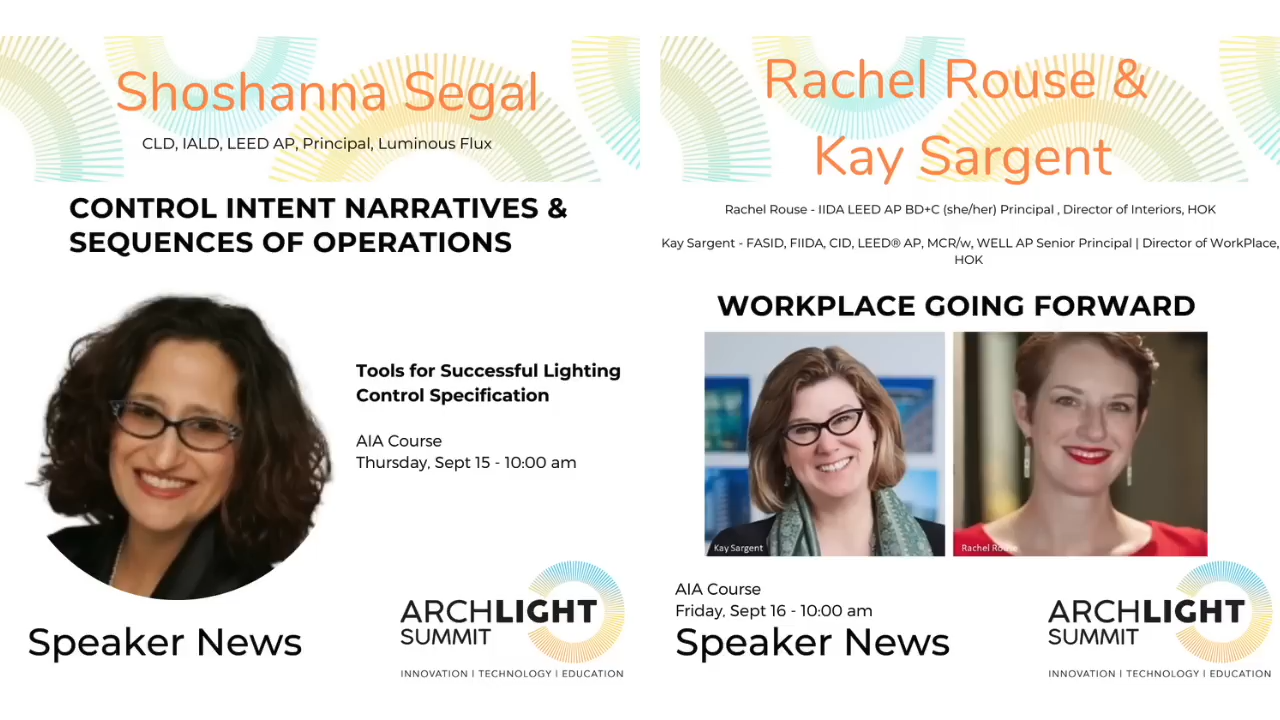 Shoshanna Segal
CLD, IALD, LEED AP, Principal, Luminous Flux
CONTROL INTENT NARRATIVES &
SEQUENCES OF OPERATIONS
Tools for Successful Lighting
Control Specification
AIA Course
Thursday, Sept 15 - 10:00 am
Speaker News
ARCHLIGHT
SUMMIT
INNOVATION | TECHNOLOGY | EDUCATION
Rachel Rouse &
Kay Sargent
Rachel Rouse - IIDA LEED AP BD+C (she/her) Principal , Director of Interiors, HOK
Kay Sargent - FASID, FIIDA, CID, LEED® AP, MCR/w, WELL AP Senior Principal | Director of WorkPlace,
HOK
WORKPLACE GOING FORWARD
Kay Sargent
Rachel Rouse
AIA Course
Friday, Sept 16 - 10:00 am
Speaker News
ARCHLIGHT
SUMMIT
INNOVATION | TECHNOLOGY | EDUCATION